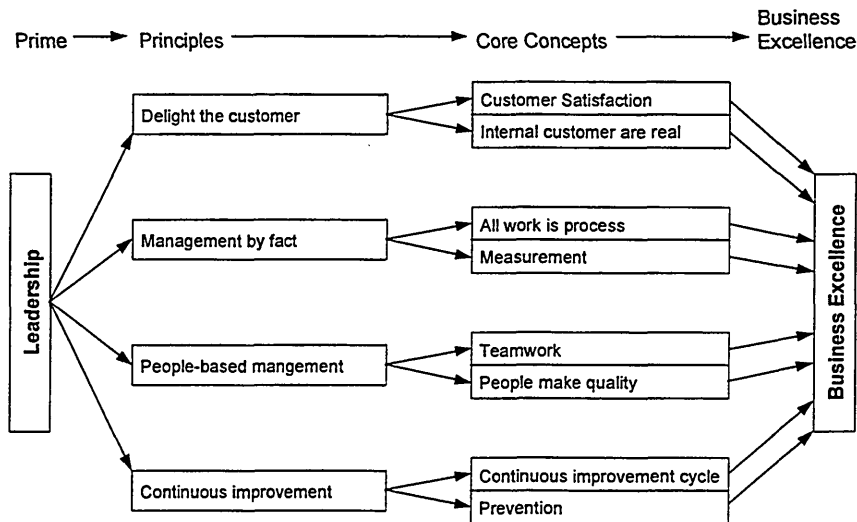 Prime
Principles
Core Concepts
Business
Excellence
Leadership
Delight the customer
Customer Satisfaction
Internal customer are real
Management by fact
All work is process
Measurement
People-based mangement
Teamwork
People make quality
Continuous improvement
Continuous improvement cycle
Prevention
Business Excellence